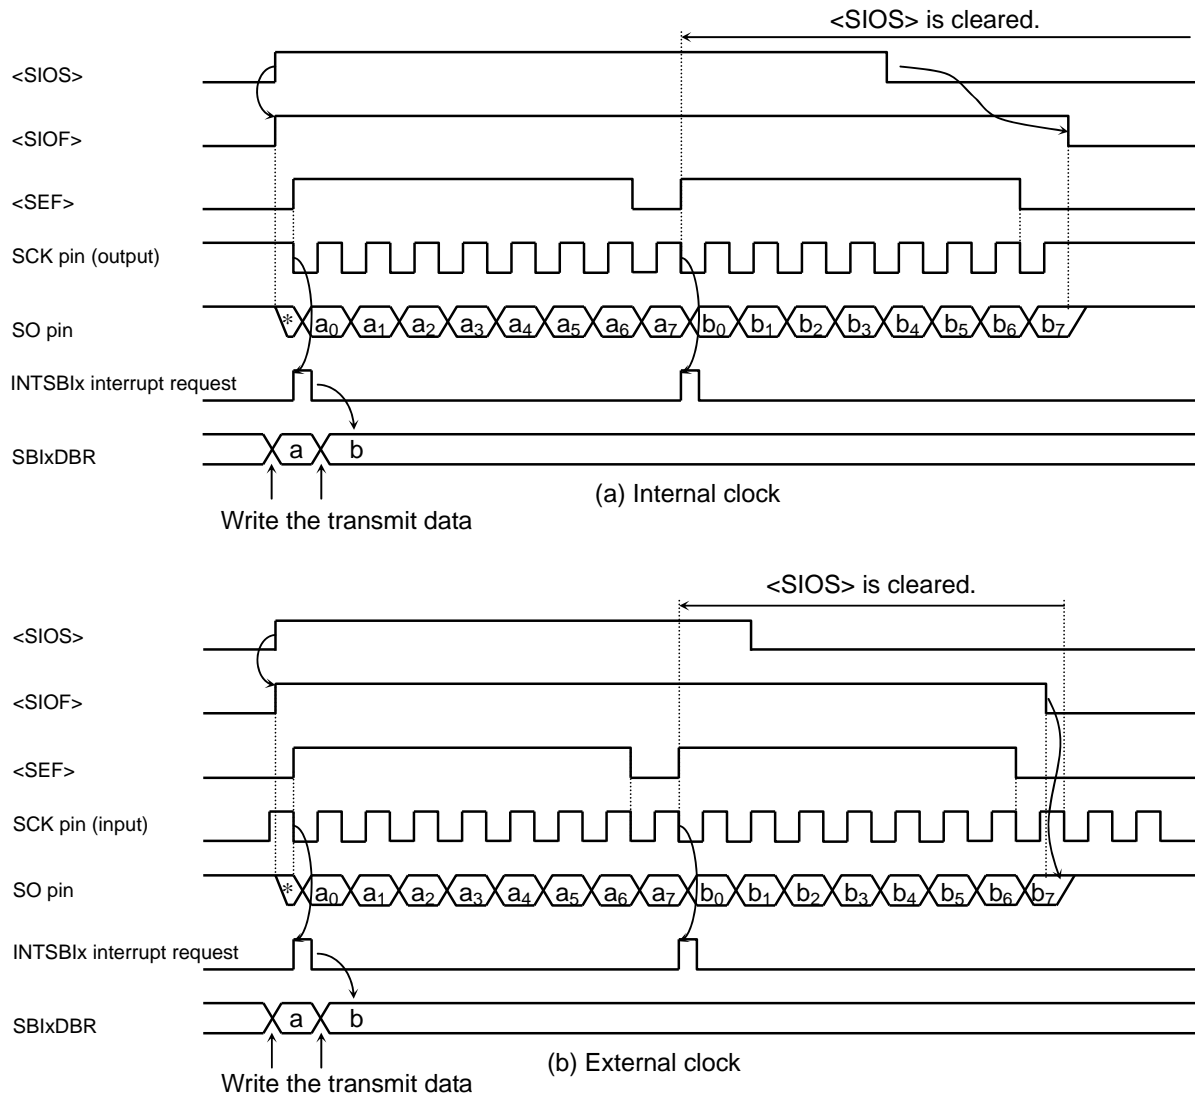 <SIOS> is cleared.
<SIOS>
<SIOF>
<SEF>
SCK pin (output)
SO pin
* a0 a1 a2 a3 a4 a5 a6 a7 b0 b1 b2 b3 b4 b5 b6 b7
INTSBIx interrupt request
SBIxDBR
a b
(a) Internal clock
Write the transmit data
<SIOS> is cleared.
<SIOS>
<SIOF>
<SEF>
SCK pin (input)
SO pin
* a0 a1 a2 a3 a4 a5 a6 a7 b0 b1 b2 b3 b4 b5 b6 b7
INTSBIx interrupt request
SBIxDBR
a b
(b) External clock
Write the transmit data